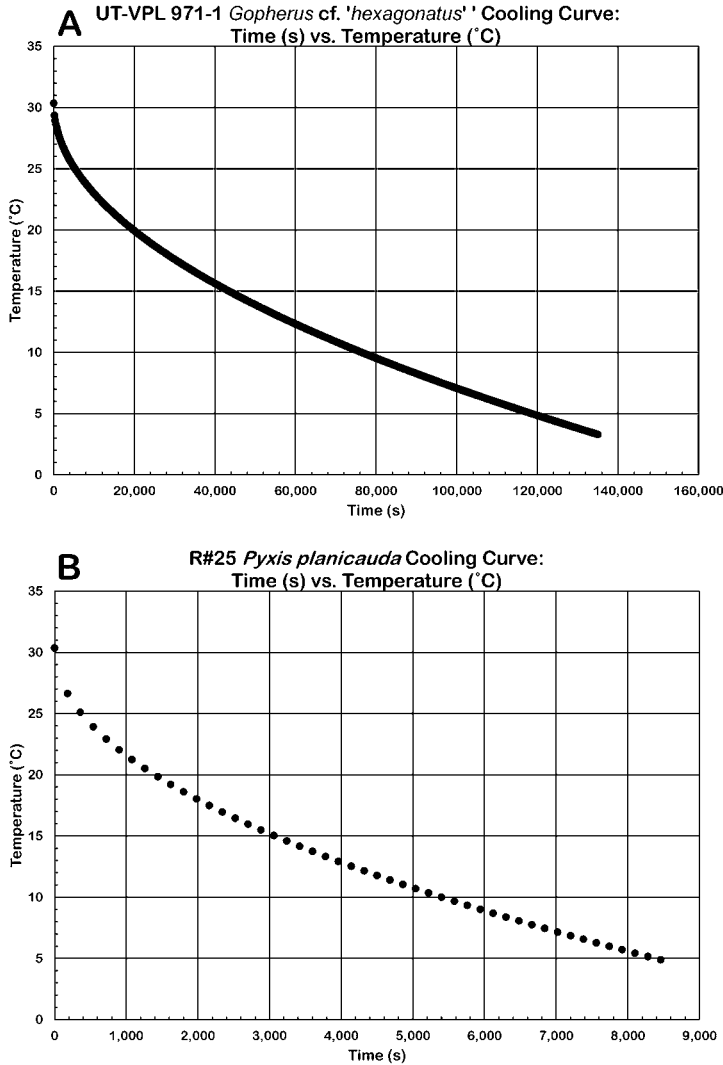 A
UT-VPL 971-1 Gopherus cf. 'hexagonatus' ' Cooling Curve:
Time (s) vs. Temperature (˚C)
35
30
25
20
15
10
5
0
Temperature (˚C)
0 20,000 40,000 60,000 80,000 100,000 120,000 140,000 160,000
Time (s)
B
R#25 Pyxis planicauda Cooling Curve:
Time (s) vs. Temperature (˚C)
35
30
25
20
15
10
5
0
Temperature (˚C)
0 1,000 2,000 3,000 4,000 5,000 6,000 7,000 8,000 9,000
Time (s)